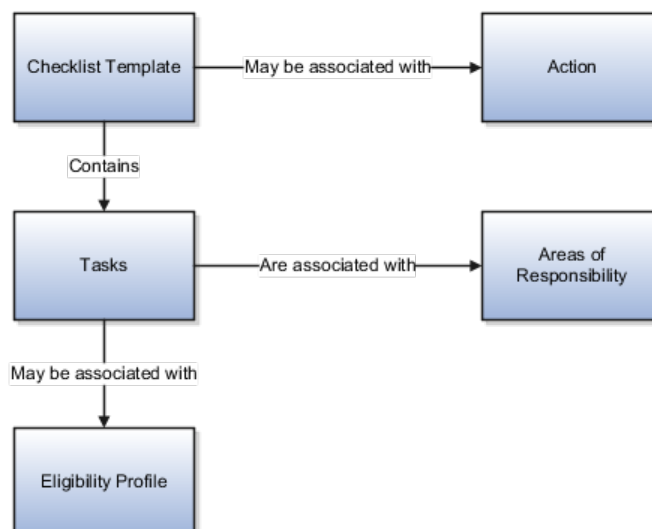 Checklist Template
May be associated with
Action
Contains
Tasks
Are associated with
Areas of
Responsibility
May be associated with
Eligibility Profile